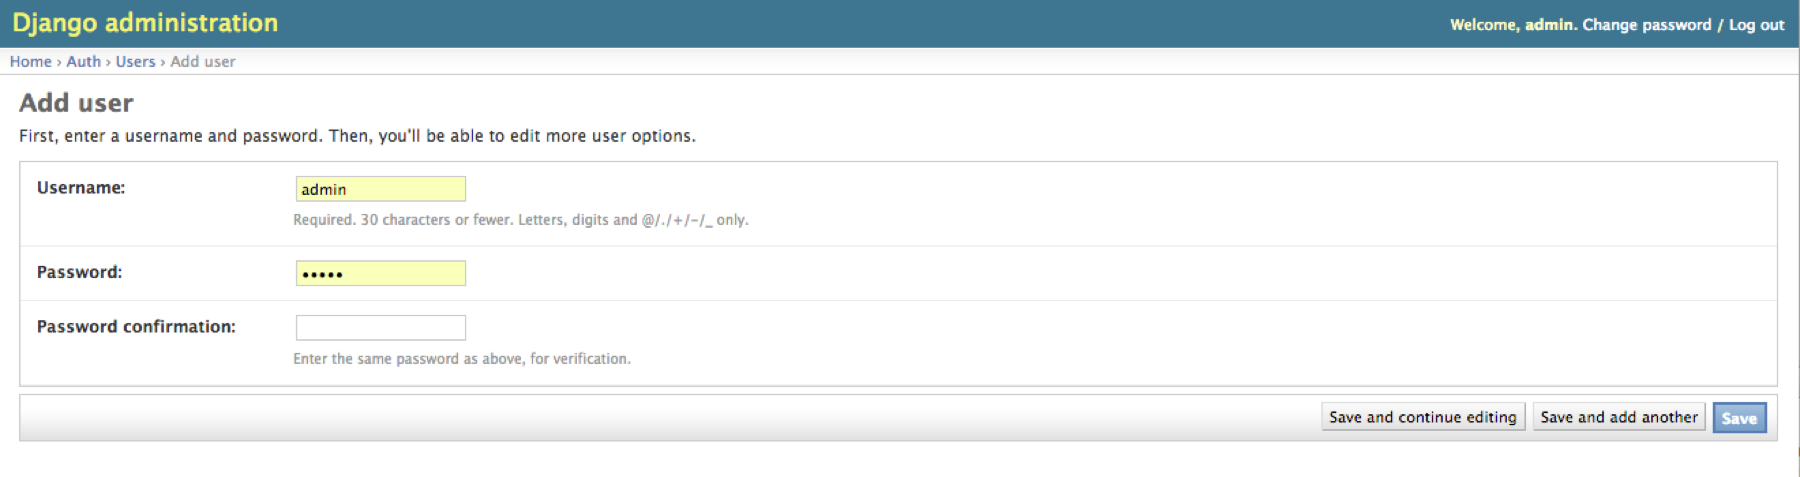 Django administration
Welcome, admin. Change password / Log out
Home › Auth › Users › Add user
Add user
First, enter a username and password. Then, you'll be able to edit more user options.
Username:
admin
Required. 30 characters or fewer. Letters, digits and @/./+/-/_ only.
Password:
•••••
Password confirmation:
Enter the same password as above, for verification.
Save and continue editing
Save and add another
Save